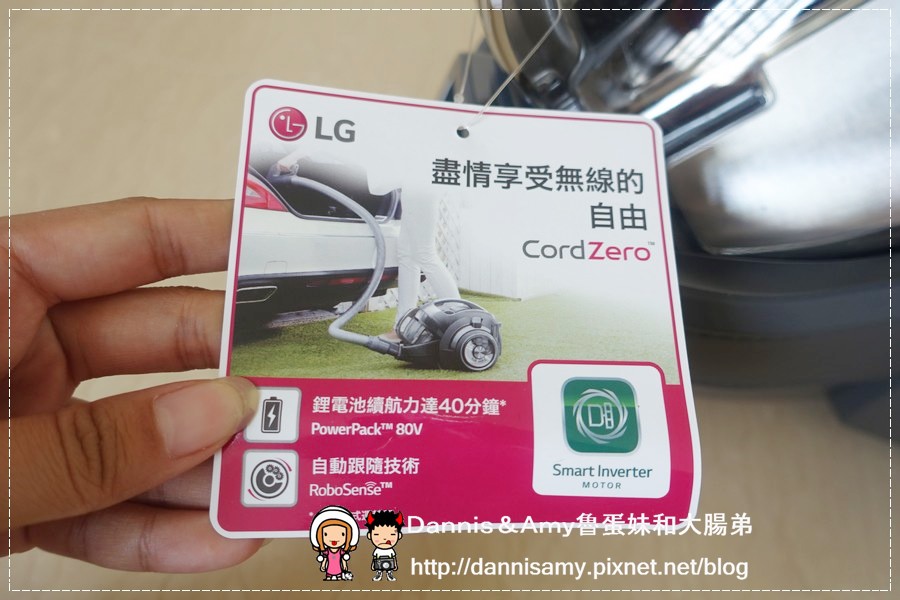 LG
盡情享受無線的
自由
CordZero™
鋰電池續航力達40分鐘*
PowerPack™ 80V
自動跟隨技術
RoboSense™
Smart Inverter
MOTOR
Dannis & Amy魯蛋妹和大腸弟
http://dannisamy.pixnet.net/blog